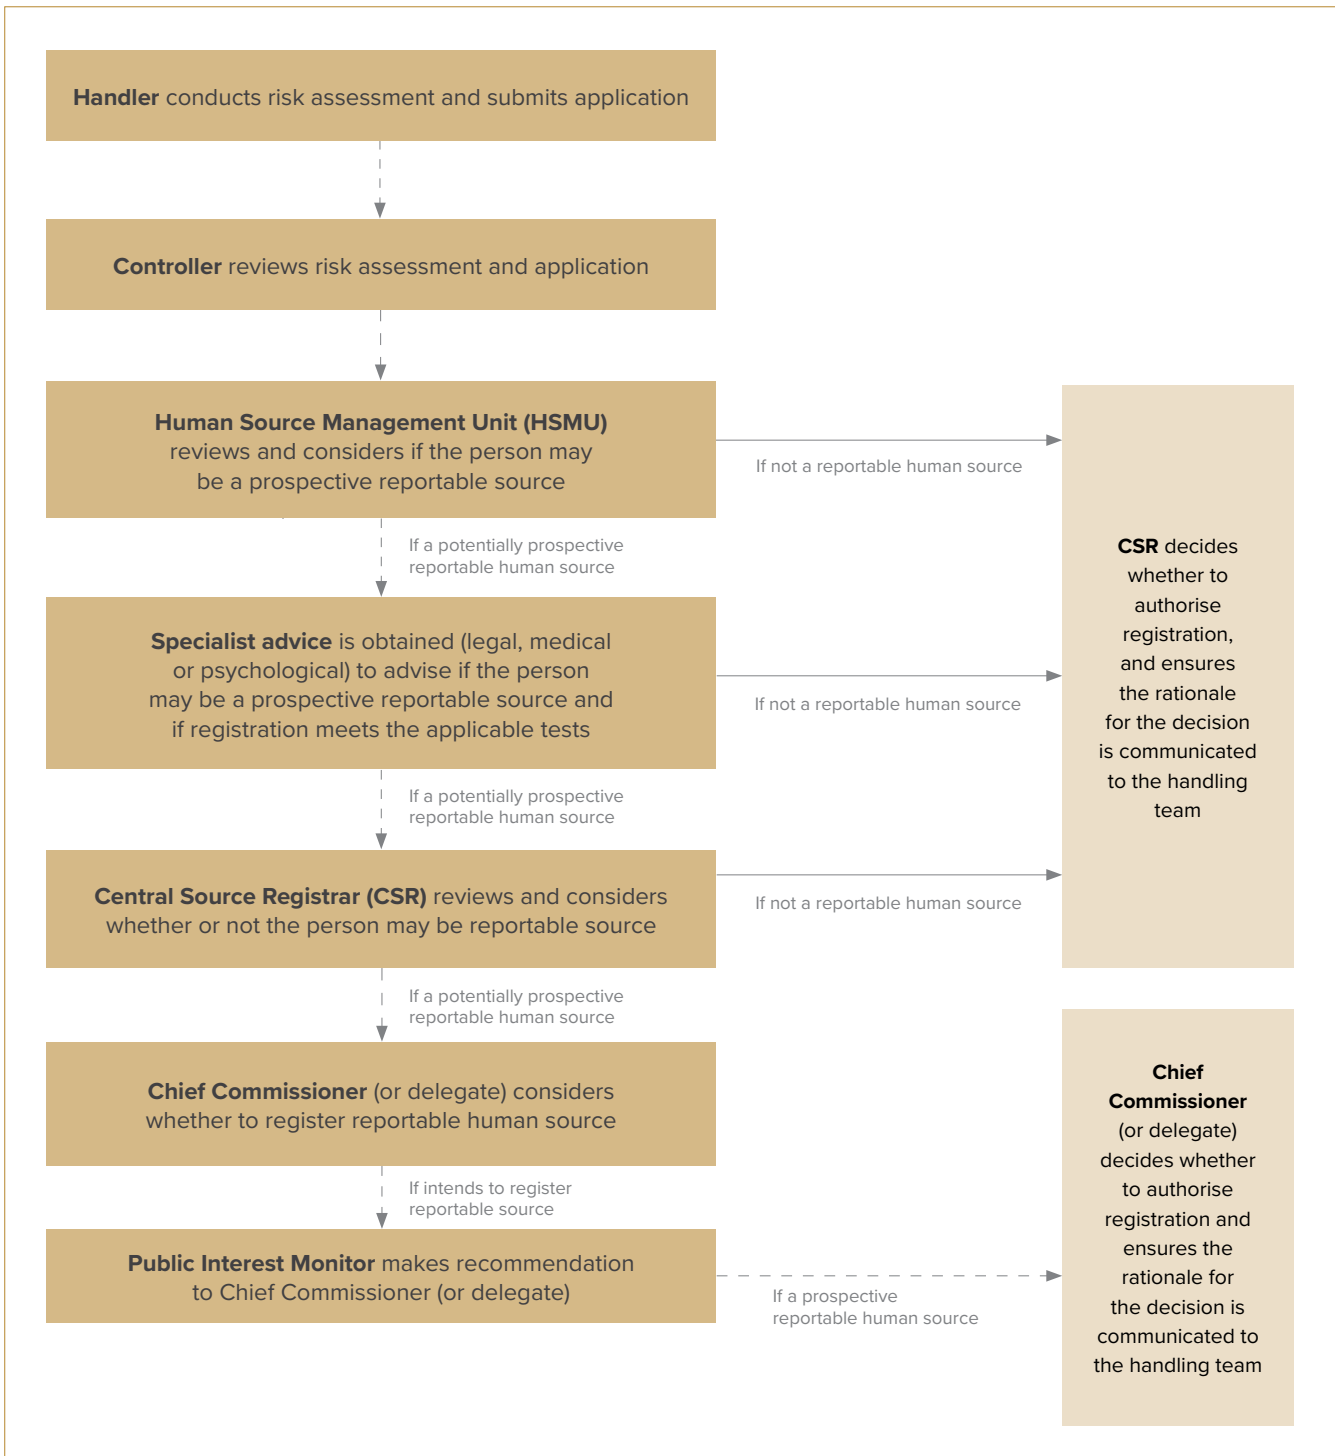 Handler conducts risk assessment and submits application
Controller reviews risk assessment and application
Human Source Management Unit (HSMU)
reviews and considers if the person may
be a prospective reportable source
If not a reportable human source
If a potentially prospective
reportable human source
Specialist advice is obtained (legal, medical
or psychological) to advise if the person
may be a prospective reportable source and
if registration meets the applicable tests
If not a reportable human source
If a potentially prospective
reportable human source
Central Source Registrar (CSR) reviews and considers
whether or not the person may be reportable source
If not a reportable human source
CSR decides
whether to
authorise
registration,
and ensures
the rationale
for the decision
is communicated
to the handling
team
If a potentially prospective
reportable human source
Chief Commissioner (or delegate) considers
whether to register reportable human source
If intends to register
reportable source
Public Interest Monitor makes recommendation
to Chief Commissioner (or delegate)
If a prospective
reportable human source
Chief
Commissioner
(or delegate)
decides whether
to authorise
registration and
ensures the
rationale for
the decision is
communicated to
the handling team